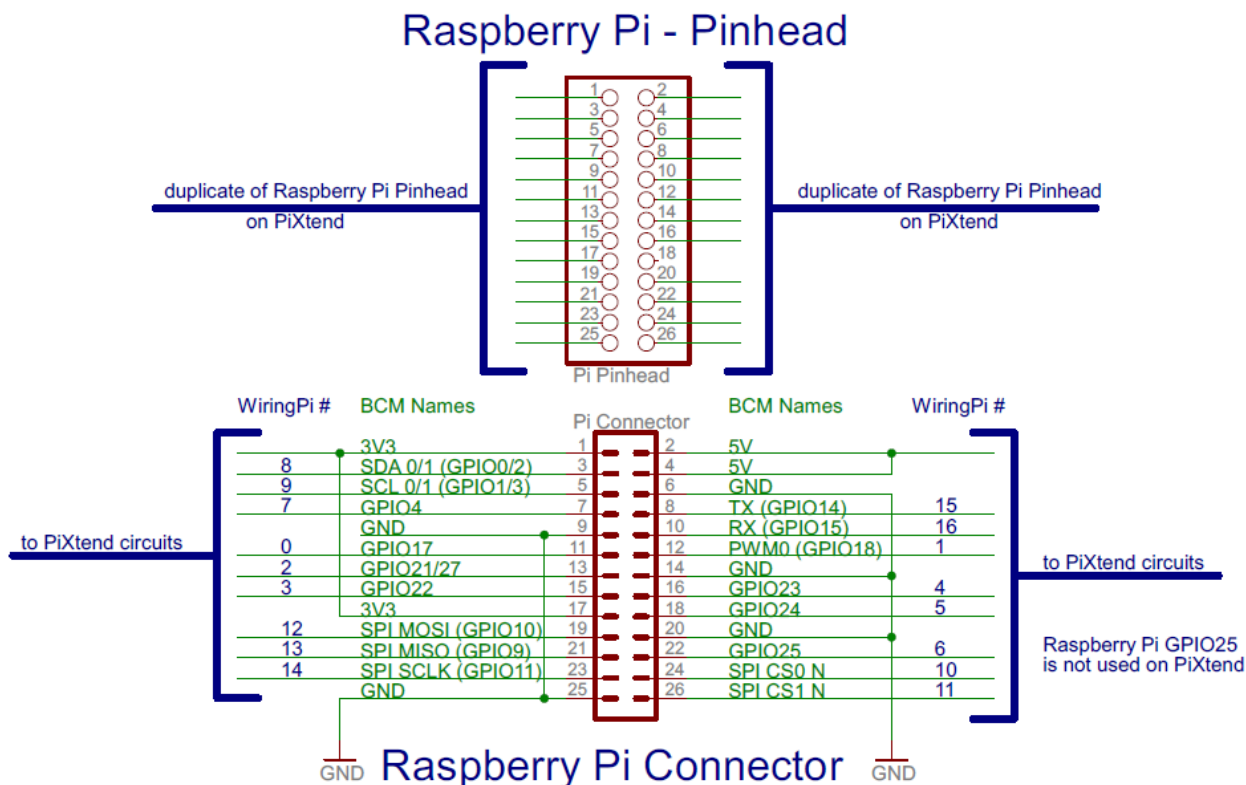 Raspberry Pi - Pinhead
1 2
3 4
5 6
7 8
9 10
11 12
13 14
15 16
17 18
19 20
21 22
23 24
25 26
duplicate of Raspberry Pi Pinhead
on PiXtend
duplicate of Raspberry Pi Pinhead
on PiXtend
Pi Pinhead
WiringPi # BCM Names Pi Connector BCM Names WiringPi #
3V3 1 2 5V
8 SDA 0/1 (GPIO0/2) 3 4 5V
9 SCL 0/1 (GPIO1/3) 5 6 GND
7 GPIO4 7 8 TX (GPIO14) 15
GND 9 10 RX (GPIO15) 16
0 GPIO17 11 12 PWM0 (GPIO18) 1
2 GPIO21/27 13 14 GND
3 GPIO22 15 16 GPIO23 4
3V3 17 18 GPIO24 5
12 SPI MOSI (GPIO10) 19 20 GND
13 SPI MISO (GPIO9) 21 22 GPIO25 6
14 SPI SCLK (GPIO11) 23 24 SPI CS0 N 10
GND 25 26 SPI CS1 N 11
to PiXtend circuits
to PiXtend circuits
Raspberry Pi GPIO25
is not used on PiXtend
GND Raspberry Pi Connector GND